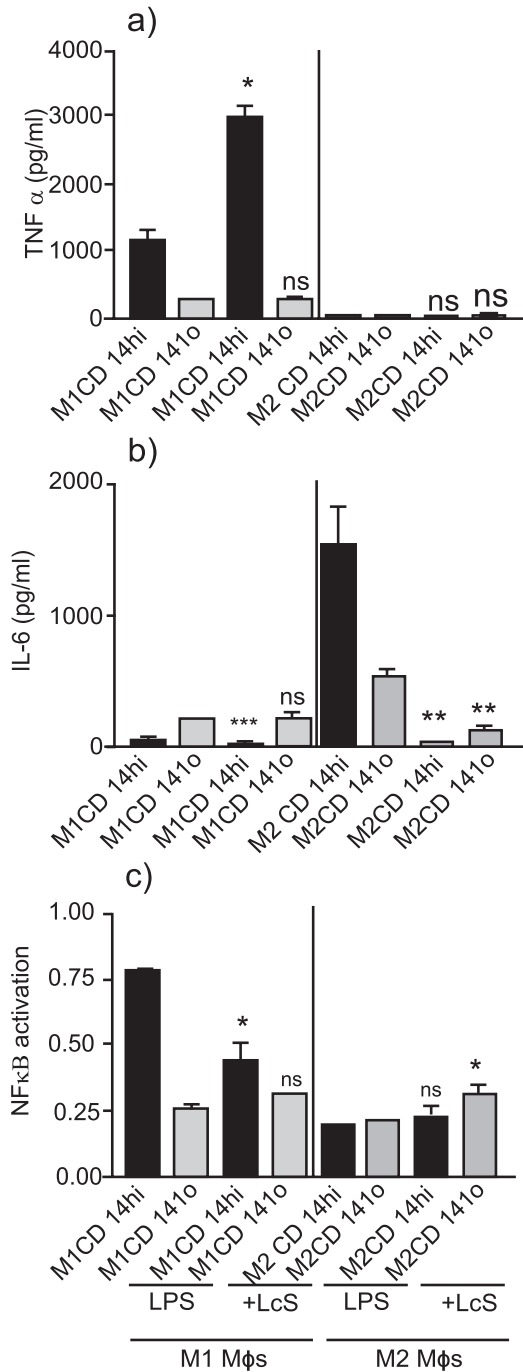 a)
TNF α (pg/ml)
4000
3000
2000
1000
0
*
ns
ns
ns
M1CD 14hi
M1CD 141o
M1CD 14hi
M1CD 141o
M2 CD 14hi
M2CD 141o
M2CD 14hi
M2CD 141o
b)
IL-6 (pg/ml)
2000
1000
0
***
ns
**
**
M1CD 14hi
M1CD 141o
M1CD 14hi
M1CD 141o
M2 CD 14hi
M2CD 141o
M2CD 14hi
M2CD 141o
c)
NFκB activation
1.00
0.75
0.50
0.25
0.00
*
ns
ns
*
M1CD 14hi
M1CD 141o
M1CD 14hi
M1CD 141o
M2 CD 14hi
M2CD 141o
M2CD 14hi
M2CD 141o
LPS +LcS LPS +LcS
M1 Mϕs M2 Mϕs